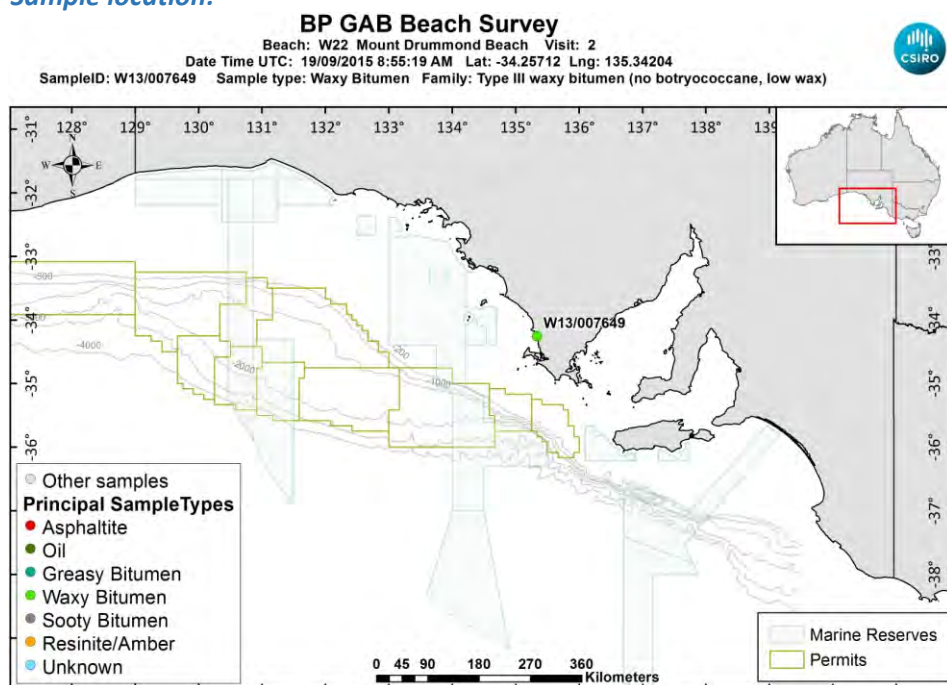 Sample location:
BP GAB Beach Survey
Beach: W22 Mount Drummond Beach Visit: 2
Date Time UTC: 19/09/2015 8:55:19 AM Lat: -34.25712 Lng: 135.34204
SampleID: W13/007649 Sample type: Waxy Bitumen Family: Type III waxy bitumen (no botryococcane, low wax)
CSIRO
128° 129° 130° 131° 132° 133° 134° 135° 136° 137° 138° 139
-31°
N
W E
S
-32°
-33°
-34°
-35°
-36°
-37°
-38°
-31°
-32°
-33°
-34°
-35°
-36°
-37°
-38°
-200
-1000
-2000
-4000
W13/007649
Other samples
Principal SampleTypes
Asphaltite
Oil
Greasy Bitumen
Waxy Bitumen
Sooty Bitumen
Resinite/Amber
Unknown
0 45 90 180 270 360
Kilometers
Marine Reserves
Permits